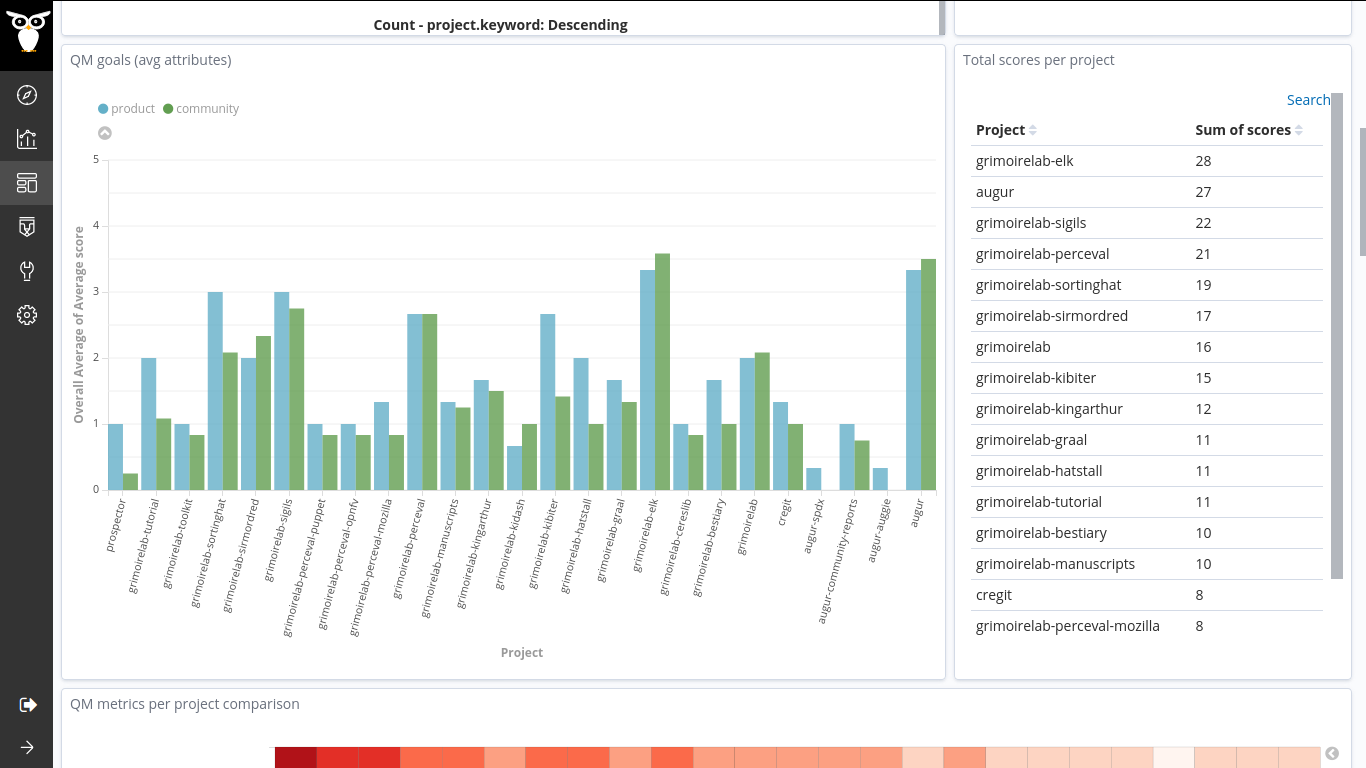 Count - project.keyword: Descending
QM goals (avg attributes)
product community
5
4
3
2
1
0
Overall Average of Average score
prospector
grimoirelab-tutorial
grimoirelab-toolkit
grimoirelab-sortinghat
grimoirelab-sirmordred
grimoirelab-sigils
grimoirelab-perceval-puppet
grimoirelab-perceval-opnfv
grimoirelab-perceval-mozilla
grimoirelab-perceval
grimoirelab-manuscripts
grimoirelab-kingarthur
grimoirelab-kidash
grimoirelab-kibiter
grimoirelab-hatstall
grimoirelab-graal
grimoirelab-elk
grimoirelab-cereslib
grimoirelab-bestiary
grimoirelab
cregit
augur-spdx
augur-community-reports
augur-auggie
augur
Project
Total scores per project
Search
Project Sum of scores
grimoirelab-elk 28
augur 27
grimoirelab-sigils 22
grimoirelab-perceval 21
grimoirelab-sortinghat 19
grimoirelab-sirmordred 17
grimoirelab 16
grimoirelab-kibiter 15
grimoirelab-kingarthur 12
grimoirelab-graal 11
grimoirelab-hatstall 11
grimoirelab-tutorial 11
grimoirelab-bestiary 10
grimoirelab-manuscripts 10
cregit 8
grimoirelab-perceval-mozilla 8
QM metrics per project comparison